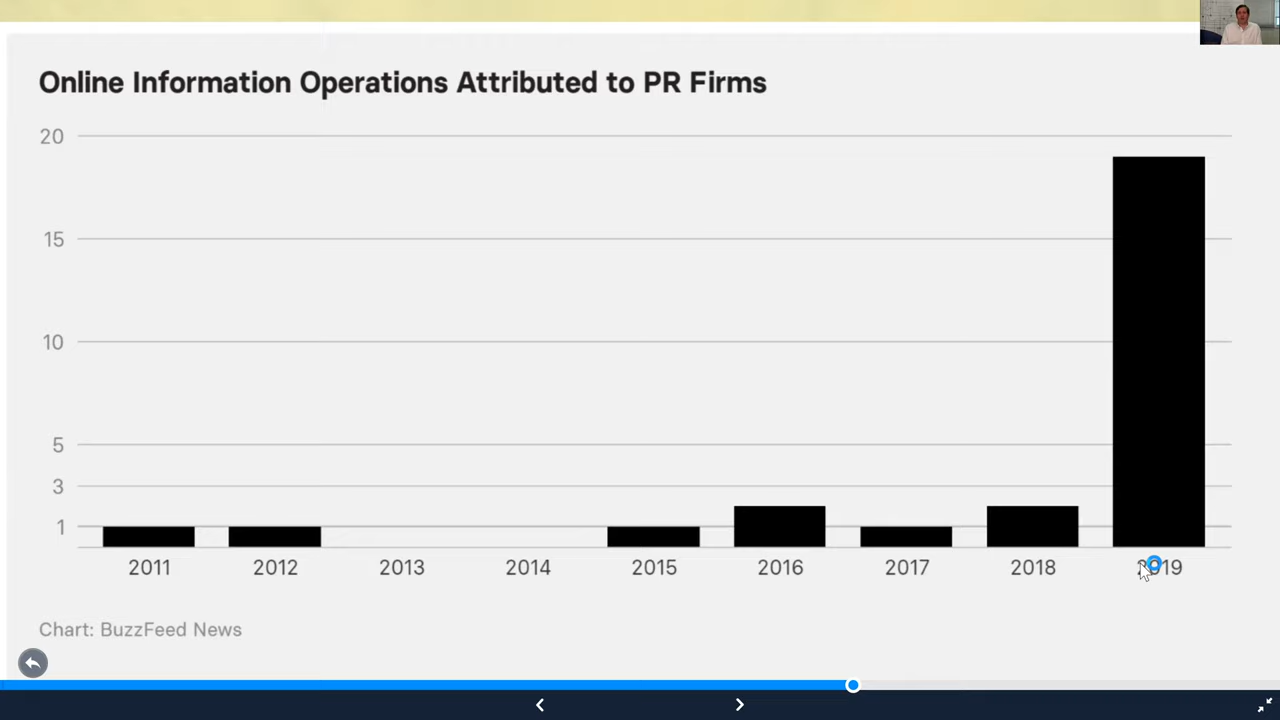 Online Information Operations Attributed to PR Firms
20
15
10
5
3
1
2011 2012 2013 2014 2015 2016 2017 2018 2019
Chart: BuzzFeed News